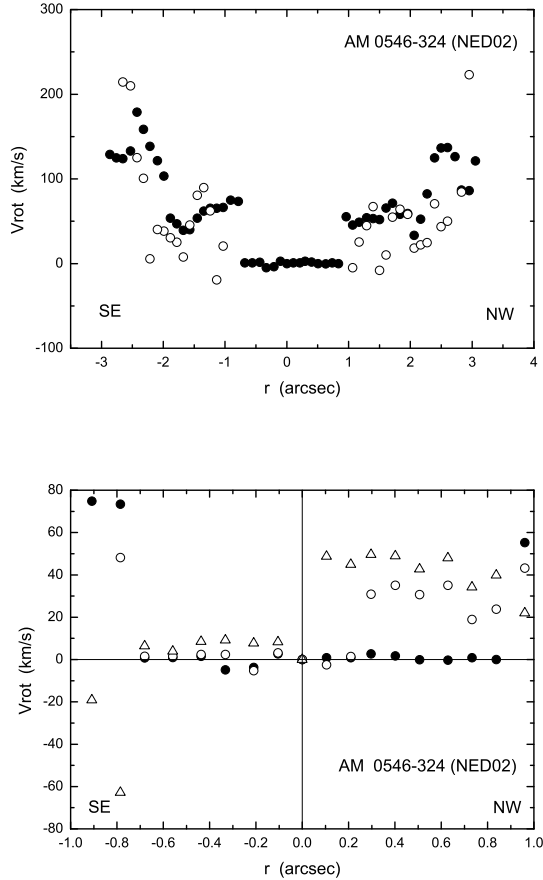 300
AM 0546-324 (NED02)
200
100
0
-100
Vrot (km/s)
SE
NW
-3 -2 -1 0 1 2 3 4
r (arcsec)
80
60
40
20
0
-20
-40
-60
-80
Vrot (km/s)
AM 0546-324 (NED02)
SE
NW
-1.0 -0.8 -0.6 -0.4 -0.2 0.0 0.2 0.4 0.6 0.8 1.0
r (arcsec)